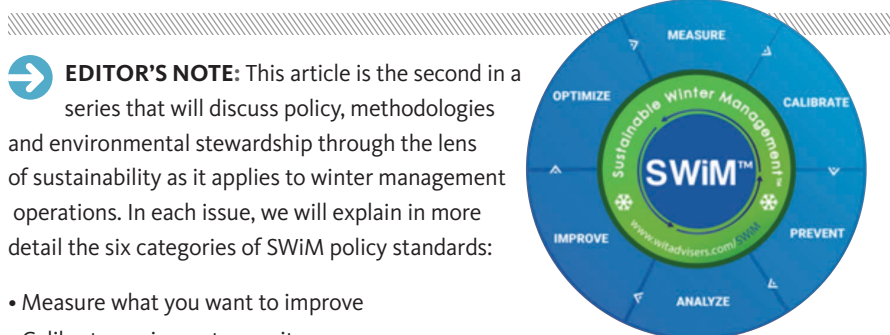 EDITOR'S NOTE: This article is the second in a
series that will discuss policy, methodologies
and environmental stewardship through the lens
of sustainability as it applies to winter management
operations. In each issue, we will explain in more
detail the six categories of SWiM policy standards:
• Measure what you want to improve
MEASURE
CALIBRATE
PREVENT
ANALYZE
IMPROVE
OPTIMIZE
Sustainable Winter Management™
SWiM™
www.witadvisers.com/SWiM